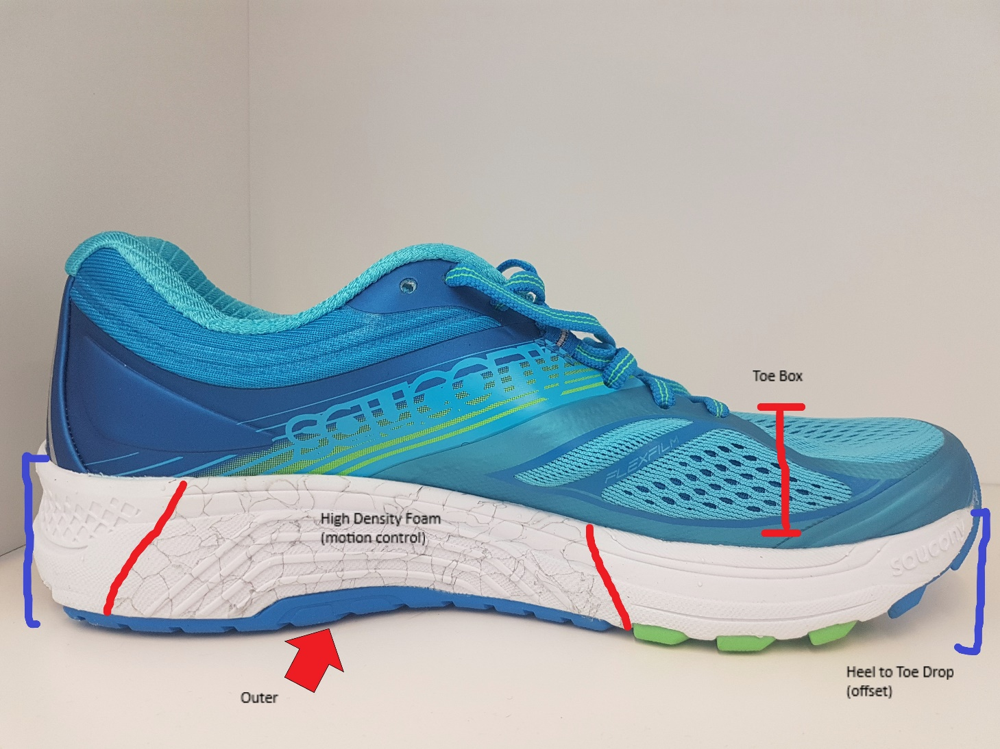 saucony
FLEXFILM
Toe Box
High Density Foam
(motion control)
saucony
Heel to Toe Drop
(offset)
Outer